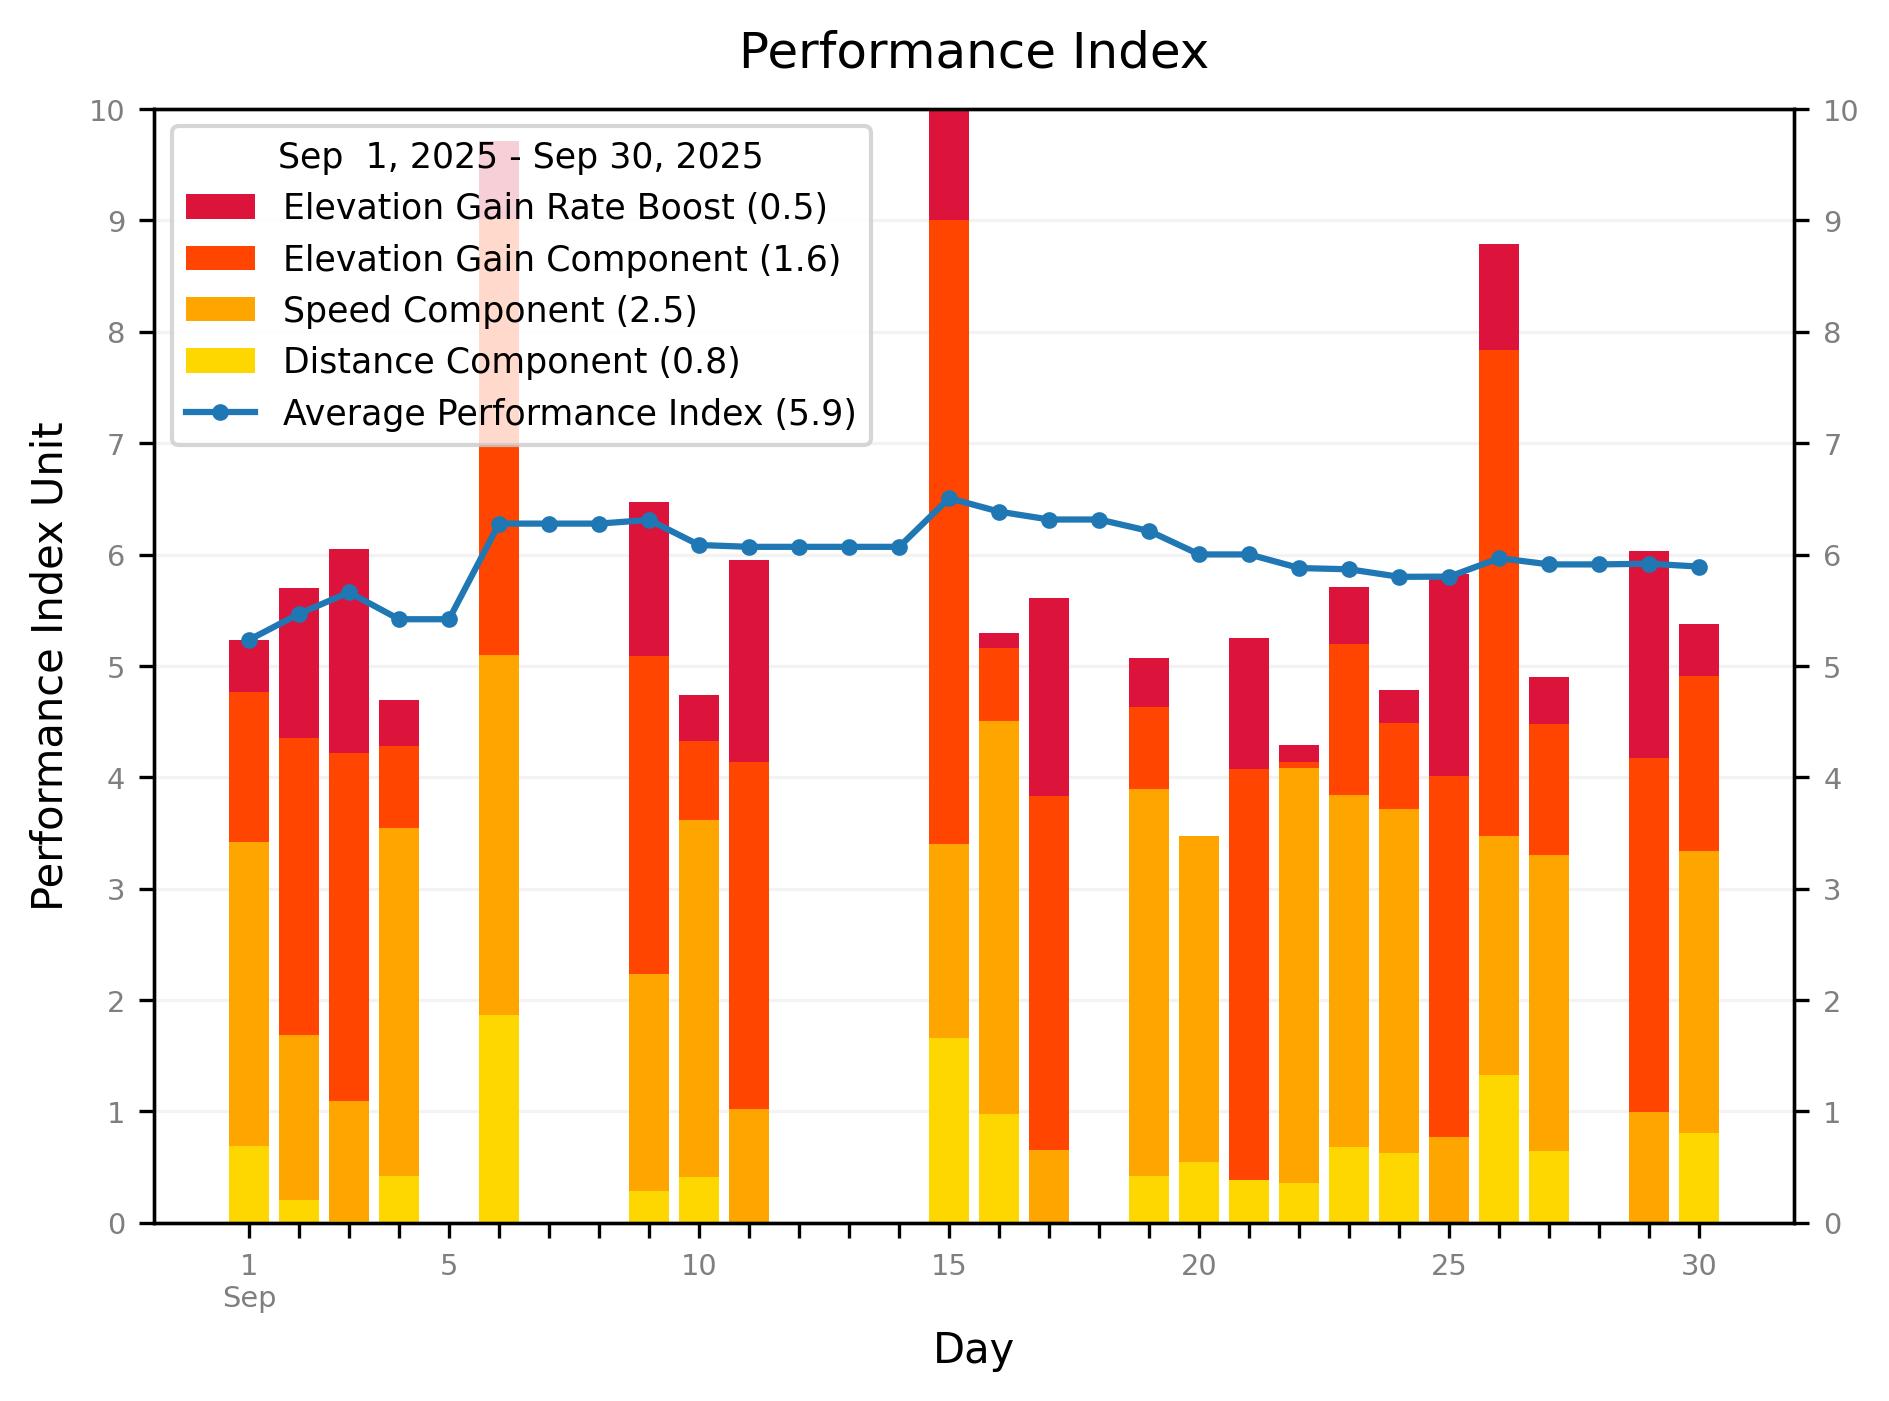 Performance Index
Sep  1, 2025 - Sep 30, 2025
Elevation Gain Rate Boost (0.5)
Elevation Gain Component (1.6)
Speed Component (2.5)
Distance Component (0.8)
Average Performance Index (5.9)
Performance Index Unit
10
9
8
7
6
5
4
3
2
1
0
10
9
8
7
6
5
4
3
2
1
0
1 5 10 15 20 25 30
Sep
Day